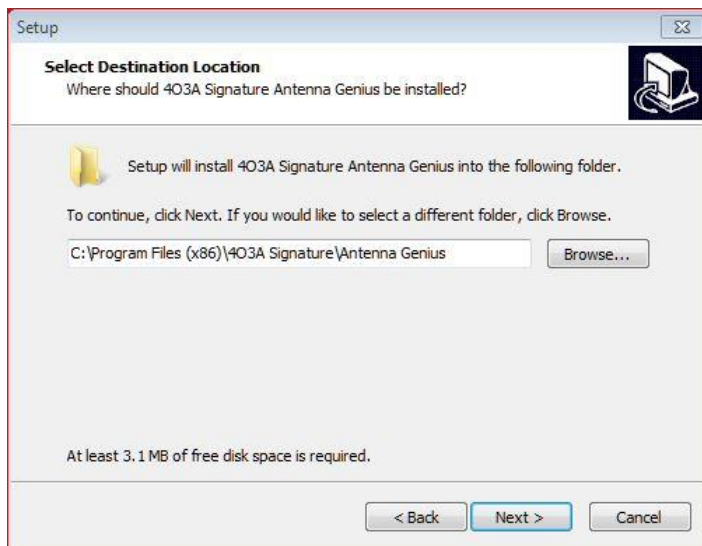 Setup
Select Destination Location
Where should 4O3A Signature Antenna Genius be installed?
Setup will install 4O3A Signature Antenna Genius into the following folder.
To continue, click Next. If you would like to select a different folder, click Browse.
C:\Program Files (x86)\4O3A Signature\Antenna Genius
Browse...
At least 3.1 MB of free disk space is required.
< Back
Next >
Cancel